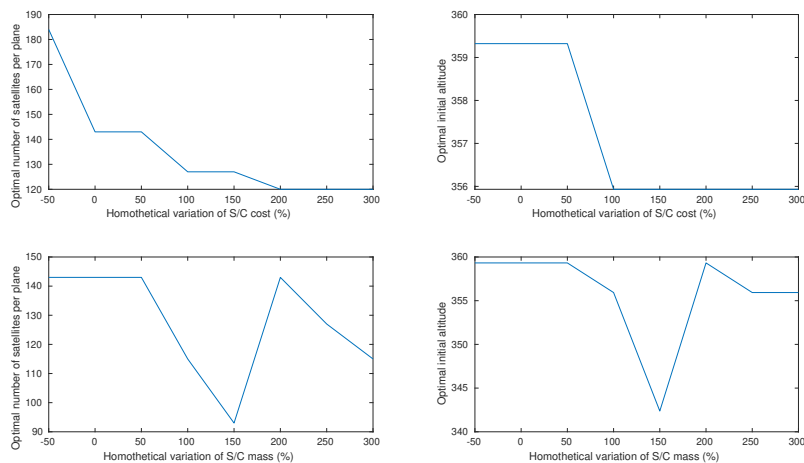 Optimal number of satellites per plane
190
180
170
160
150
140
130
120
-50 0 50 100 150 200 250 300
Homothetical variation of S/C cost (%)
Optimal initial altitude
360
359
358
357
356
-50 0 50 100 150 200 250 300
Homothetical variation of S/C cost (%)
Optimal number of satellites per plane
150
140
130
120
110
100
90
-50 0 50 100 150 200 250 300
Homothetical variation of S/C mass (%)
Optimal initial altitude
360
355
350
345
340
-50 0 50 100 150 200 250 300
Homothetical variation of S/C mass (%)